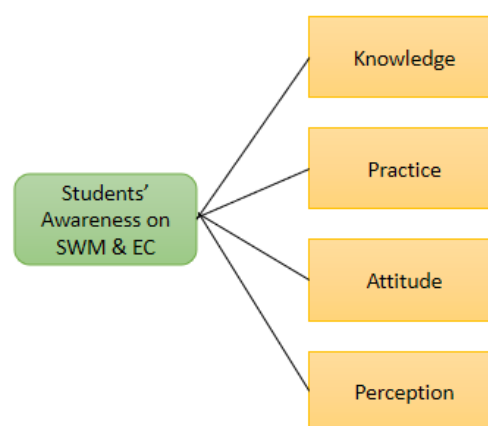 Students’
Awareness on
SWM & EC
Knowledge
Practice
Attitude
Perception